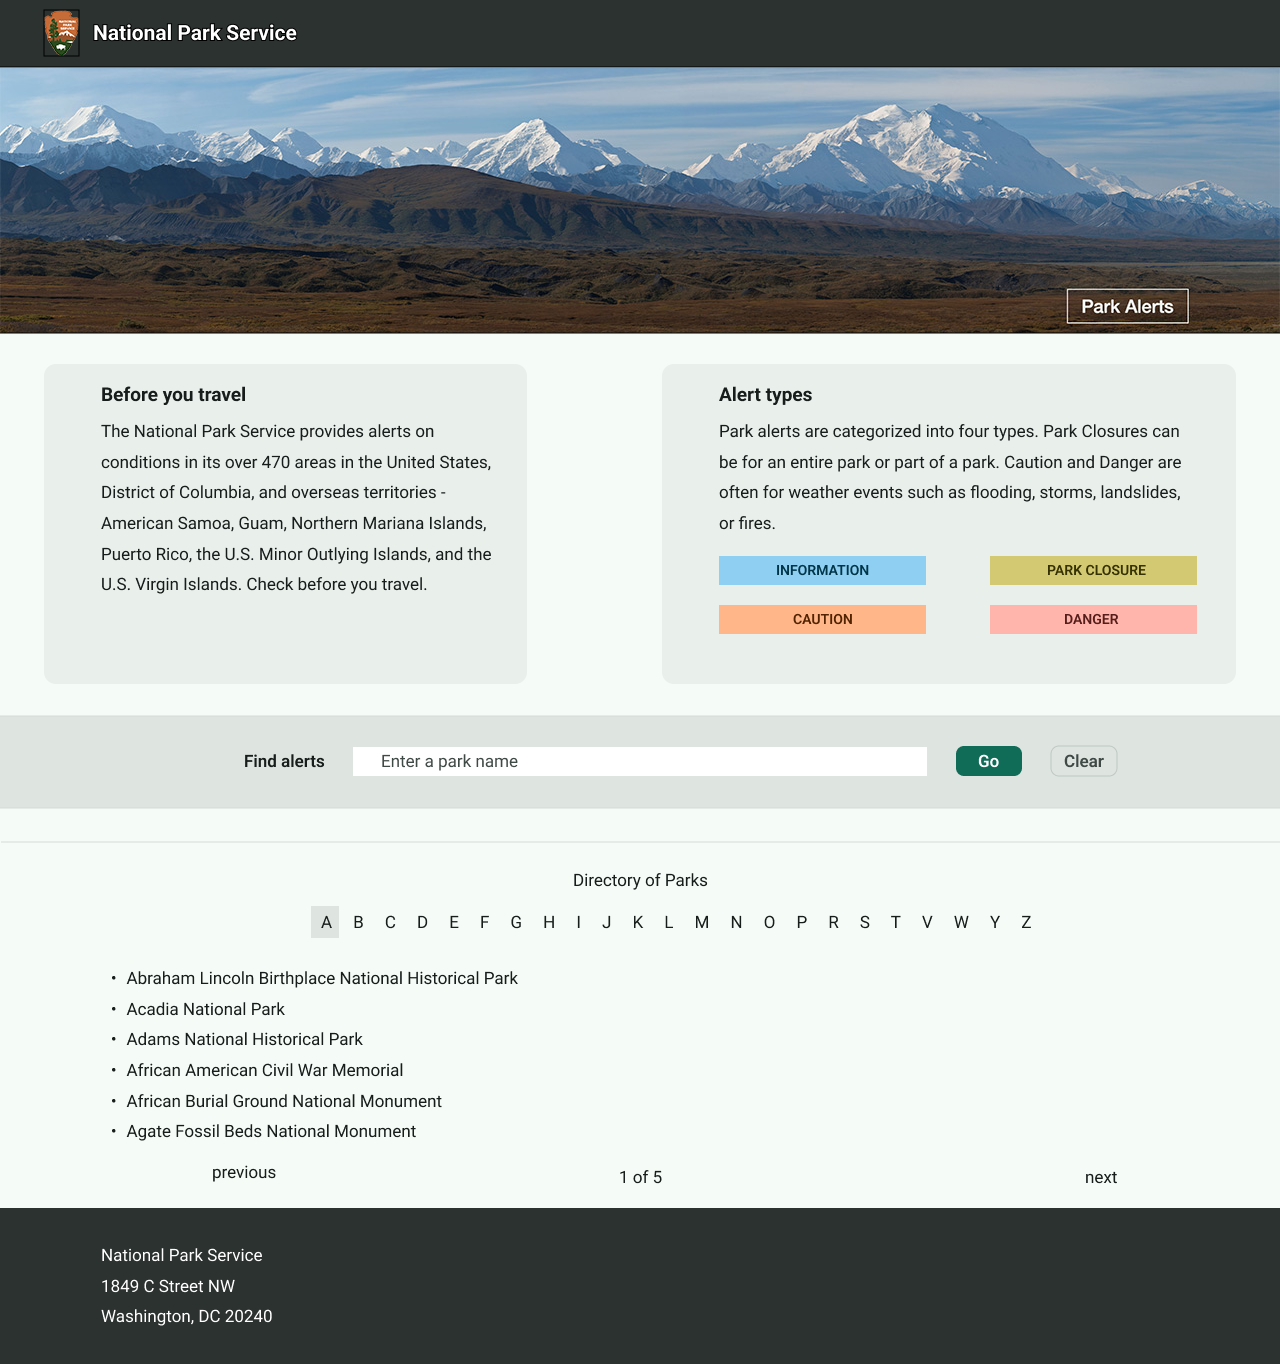 National Park Service
Park Alerts
Before you travel
The National Park Service provides alerts on
conditions in its over 470 areas in the United States,
District of Columbia, and overseas territories -
American Samoa, Guam, Northern Mariana Islands,
Puerto Rico, the U.S. Minor Outlying Islands, and the
U.S. Virgin Islands. Check before you travel.
Alert types
Park alerts are categorized into four types. Park Closures can
be for an entire park or part of a park. Caution and Danger are
often for weather events such as flooding, storms, landslides,
or fires.
INFORMATION
PARK CLOSURE
CAUTION
DANGER
Find alerts
Enter a park name
Go
Clear
Directory of Parks
A B C D E F G H I J K L M N O P R S T V W Y Z
• Abraham Lincoln Birthplace National Historical Park
• Acadia National Park
• Adams National Historical Park
• African American Civil War Memorial
• African Burial Ground National Monument
• Agate Fossil Beds National Monument
previous
1 of 5
next
National Park Service
1849 C Street NW
Washington, DC 20240